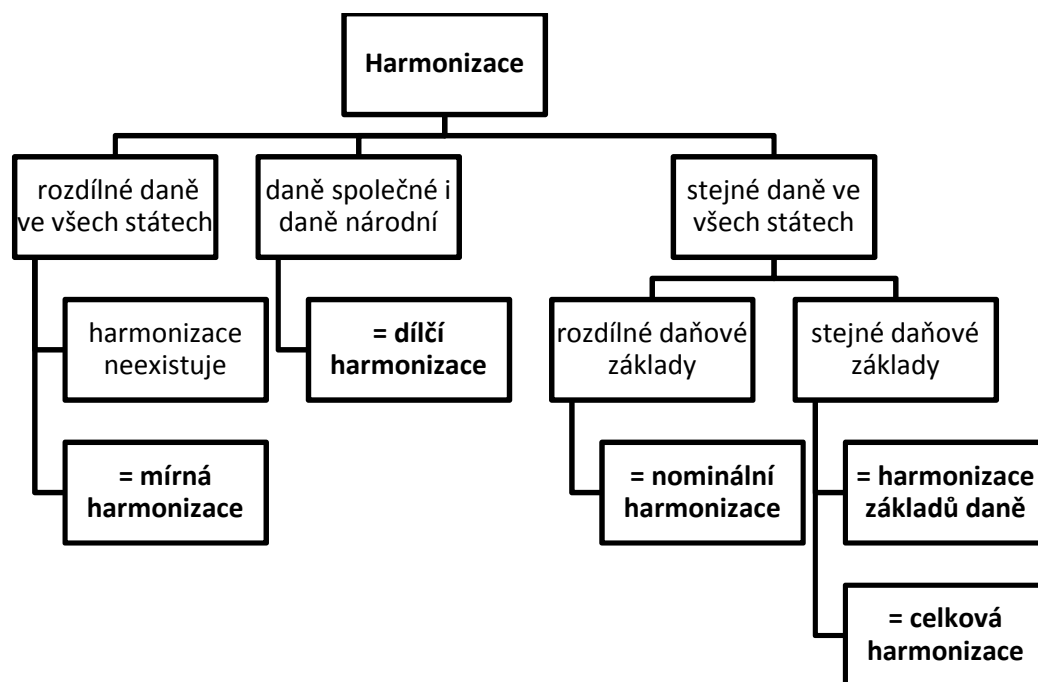 Harmonizace
rozdílné daně
ve všech státech
daně společné i
daně národní
stejné daně ve
všech státech
harmonizace
neexistuje
= dílčí
harmonizace
rozdílné daňové
základy
stejné daňové
základy
= mírná
harmonizace
= nominální
harmonizace
= harmonizace
základů daně
= celková
harmonizace